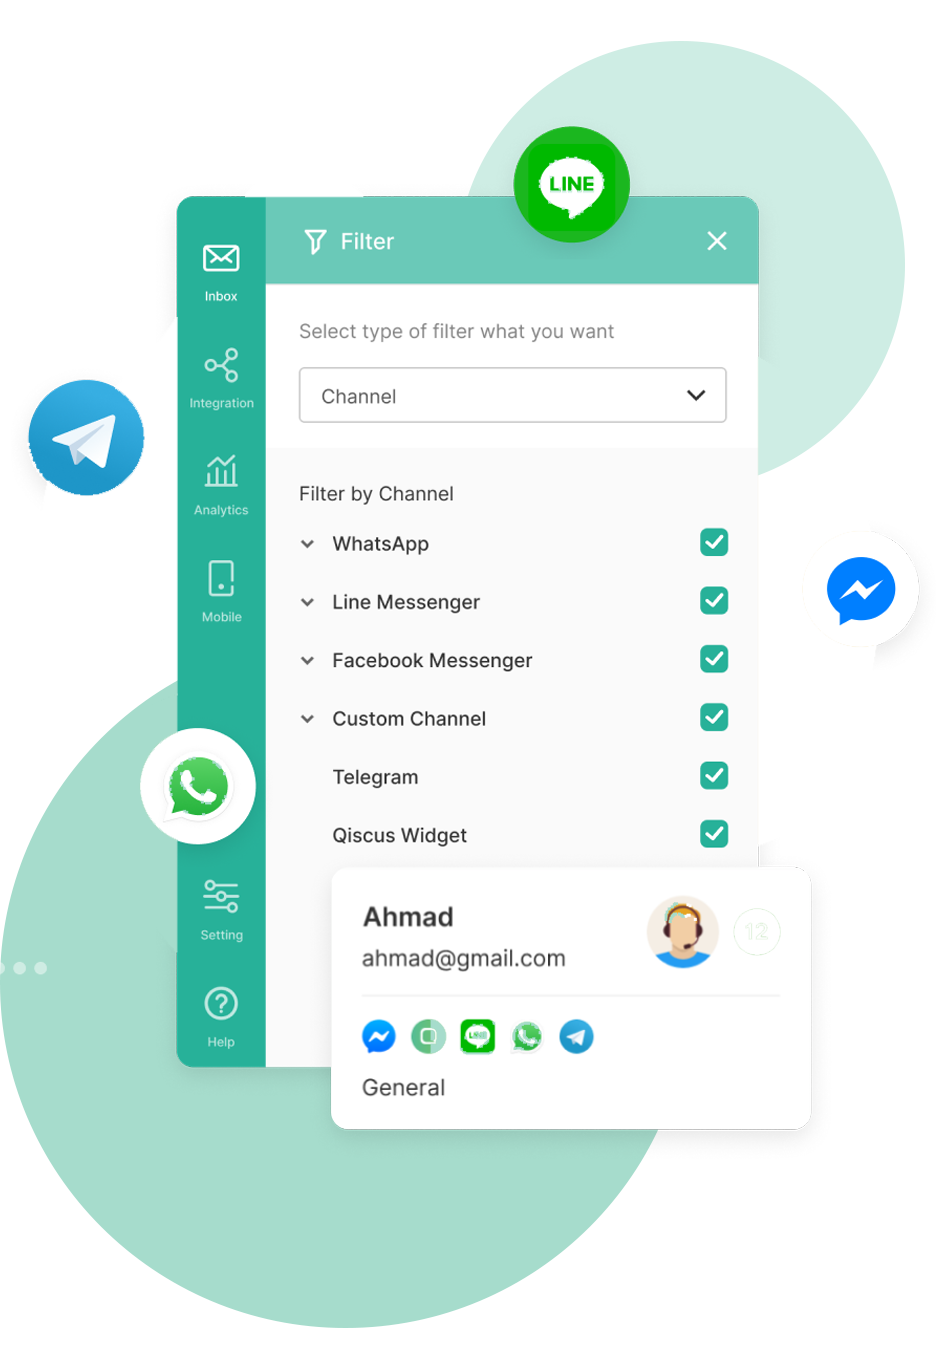 LINE
Inbox
Integration
Analytics
Mobile
Setting
Help
Filter
Select type of filter what you want
Channel
Filter by Channel
WhatsApp
Line Messenger
Facebook Messenger
Custom Channel
Telegram
Qiscus Widget
Ahmad
12
ahmad@gmail.com
LINE
General